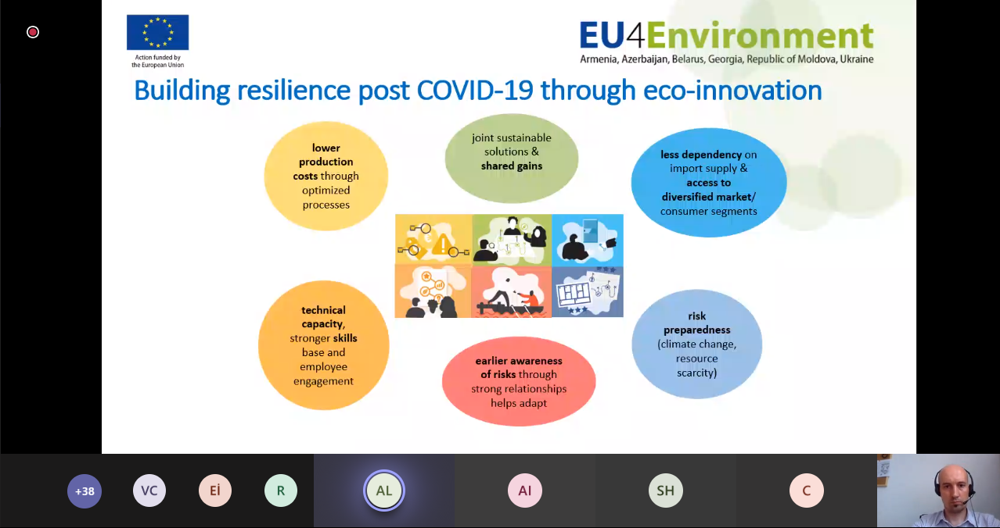 Action funded by
the European Union
EU4Environment
Armenia, Azerbaijan, Belarus, Georgia, Republic of Moldova, Ukraine
Building resilience post COVID-19 through eco-innovation
lower
production
costs through
optimized
processes
joint sustainable
solutions &
shared gains
less dependency on
import supply &
access to
diversified market/
consumer segments
technical
capacity,
stronger skills
base and
employee
engagement
earlier awareness
of risks through
strong relationships
helps adapt
risk
preparedness
(climate change,
resource
scarcity)
+38
VC
Eİ
R
AL
AI
SH
C